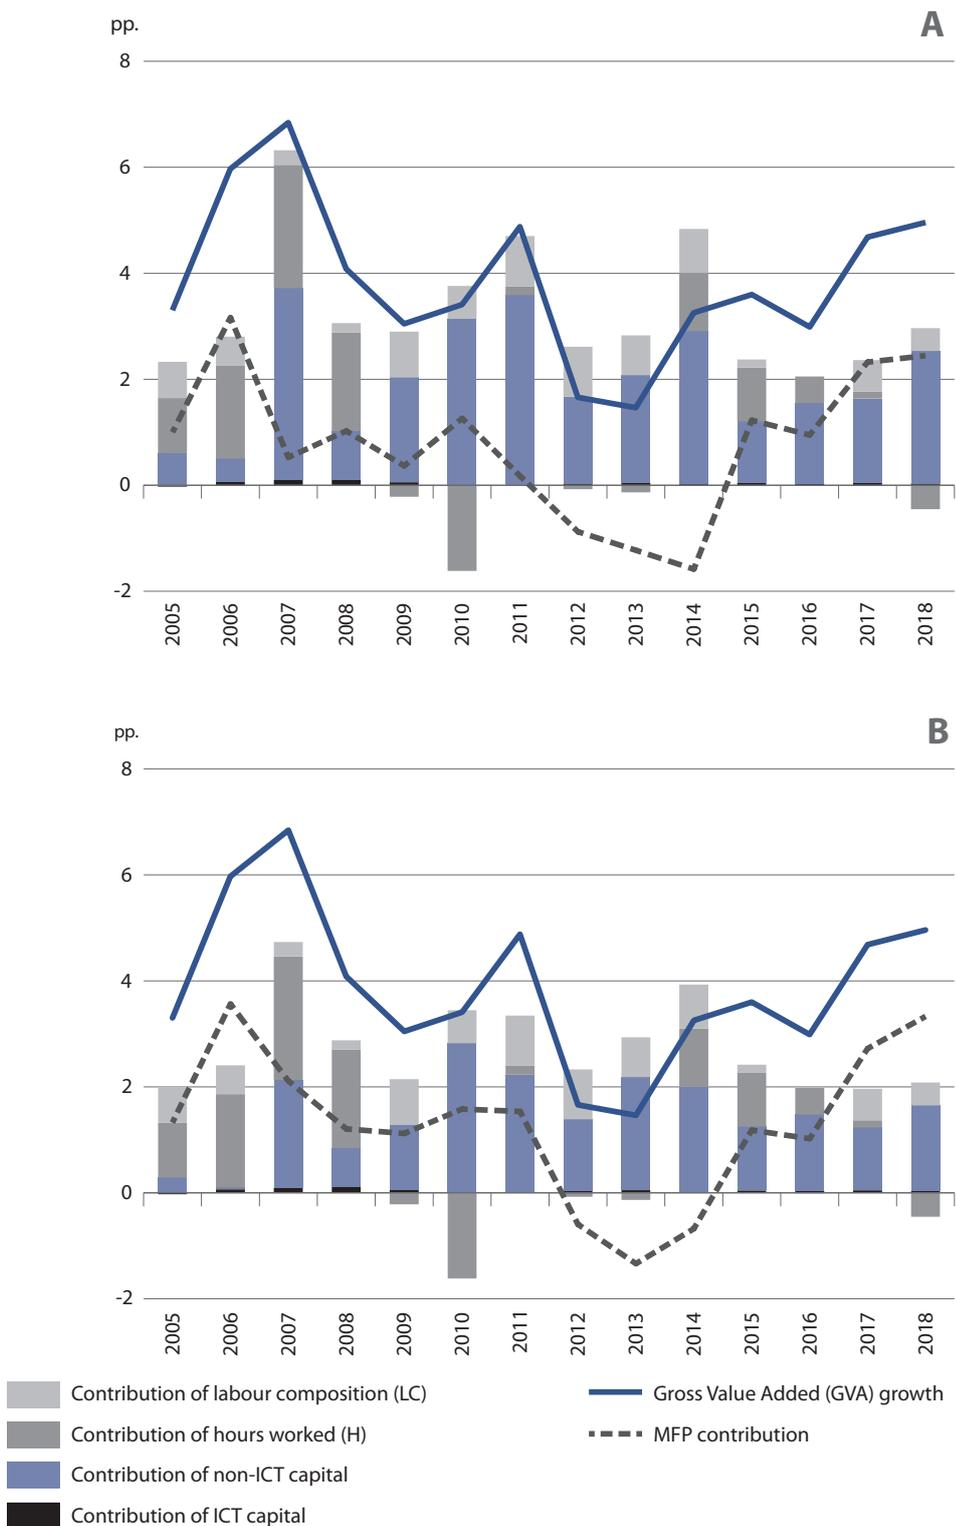 pp.
A
8
6
4
2
0
-2
2005 2006 2007 2008 2009 2010 2011 2012 2013 2014 2015 2016 2017 2018
pp.
B
8
6
4
2
0
-2
2005 2006 2007 2008 2009 2010 2011 2012 2013 2014 2015 2016 2017 2018
Contribution of labour composition (LC)
Contribution of hours worked (H)
Contribution of non-ICT capital
Contribution of ICT capital
Gross Value Added (GVA) growth
MFP contribution